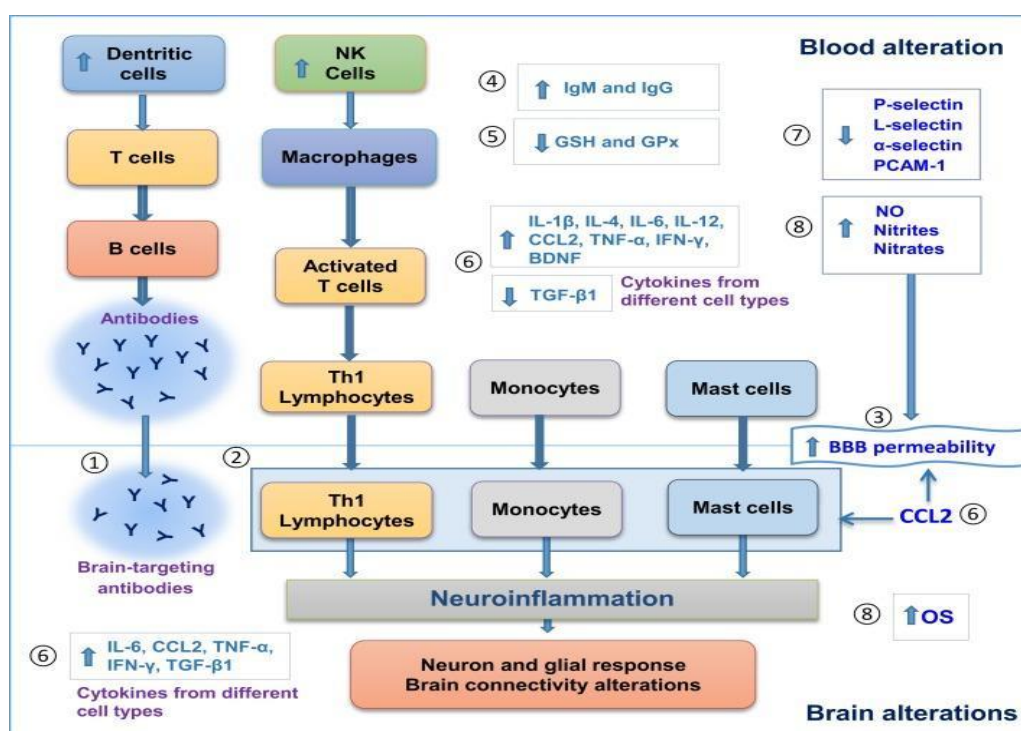 Dentritic
cells
NK
Cells
Blood alteration
④
IgM and IgG
P-selectin
L-selectin
α-selectin
PCAM-1
⑦
⑤
GSH and GPx
T cells
Macrophages
⑥
IL-1β, IL-4, IL-6, IL-12,
CCL2, TNF-α, IFN-γ,
BDNF
⑧
NO
Nitrites
Nitrates
B cells
Activated
T cells
TGF-β1
Cytokines from
different cell types
Antibodies
Th1
Lymphocytes
Monocytes
Mast cells
③
BBB permeability
①
②
Th1
Lymphocytes
Monocytes
Mast cells
CCL2 ⑥
Brain-targeting
antibodies
Neuroinflammation
⑧
OS
⑥
IL-6, CCL2, TNF-α,
IFN-γ, TGF-β1
Cytokines from different
cell types
Neuron and glial response
Brain connectivity alterations
Brain alterations